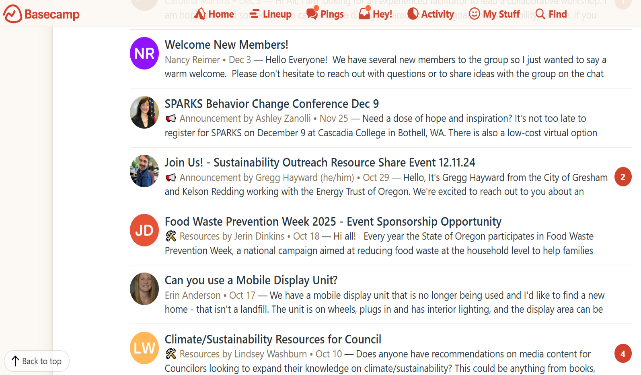 Basecamp
Home Lineup Pings Hey! Activity My Stuff Find
Welcome New Members!
NR
Nancy Reimer • Dec 3 — Hello Everyone! We have several new members to the group so I just wanted to say a
warm welcome. Please don't hesitate to reach out with questions or to share ideas with the group on the chat
SPARKS Behavior Change Conference Dec 9
Announcement by Ashley Zanolli • Nov 25 — Need a dose of hope and inspiration? It's not too late to
register for SPARKS on December 9 at Cascadia College in Bothell, WA. There is also a low-cost virtual option
Join Us! - Sustainability Outreach Resource Share Event 12.11.24
Announcement by Gregg Hayward (he/him) • Oct 29 — Hello, It's Gregg Hayward from the City of Gresham
2
and Kelson Redding working with the Energy Trust of Oregon. We're excited to reach out to you about an
Food Waste Prevention Week 2025 - Event Sponsorship Opportunity
JD
Resources by Jerin Dinkins • Oct 18 — Hi all! Every year the State of Oregon participates in Food Waste
Prevention Week, a national campaign aimed at reducing food waste at the household level to help families
Can you use a Mobile Display Unit?
Erin Anderson • Oct 17 — We have a mobile display unit that is no longer being used and I'd like to find a new
home - that isn't a landfill. The unit is on wheels, plugs in and has interior lighting, and the display area can be
Climate/Sustainability Resources for Council
LW
Resources by Lindsey Washburn • Oct 10 — Does anyone have recommendations on media content for
4
Councilors looking to expand their knowledge on climate/sustainability? This could be anything from books,
Back to top